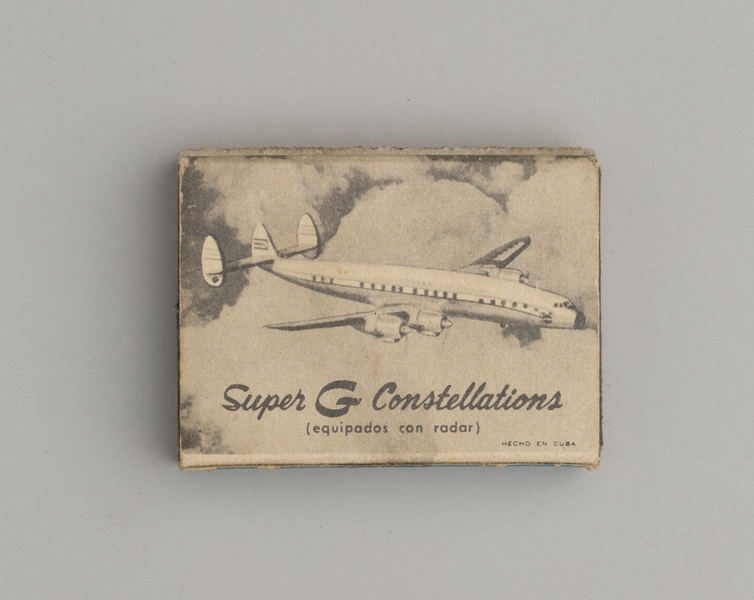 Super G Constellations
(equipados con radar)
HECHO EN CUBA